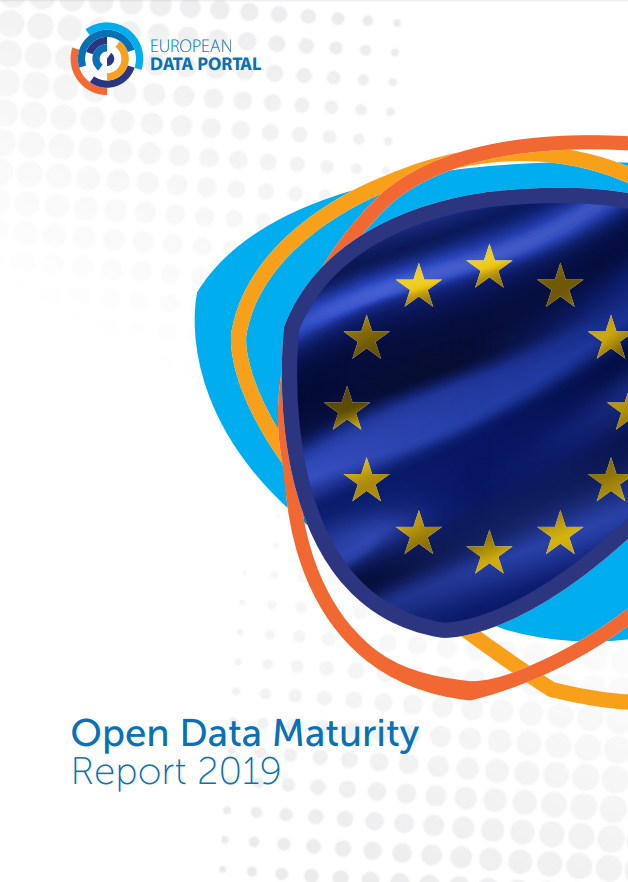 EUROPEAN
DATA PORTAL
Open Data Maturity
Report 2019